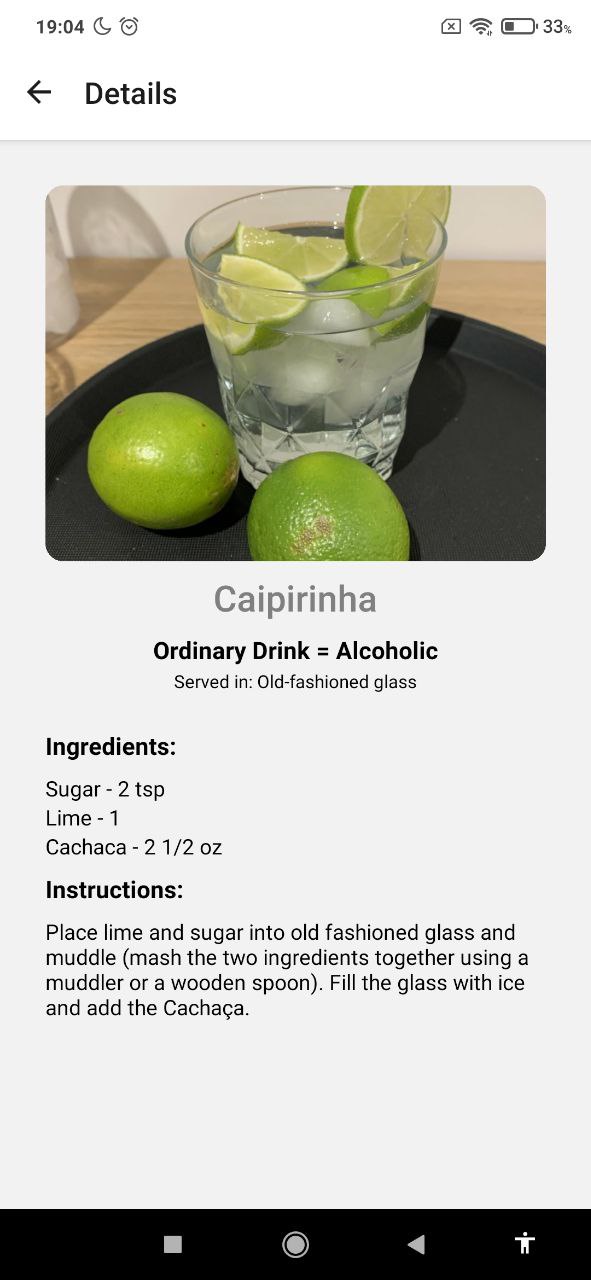 19:04
33%
Details
Caipirinha
Ordinary Drink = Alcoholic
Served in: Old-fashioned glass
Ingredients:
Sugar - 2 tsp
Lime - 1
Cachaca - 2 1/2 oz
Instructions:
Place lime and sugar into old fashioned glass and
muddle (mash the two ingredients together using a
muddler or a wooden spoon). Fill the glass with ice
and add the Cachaça.